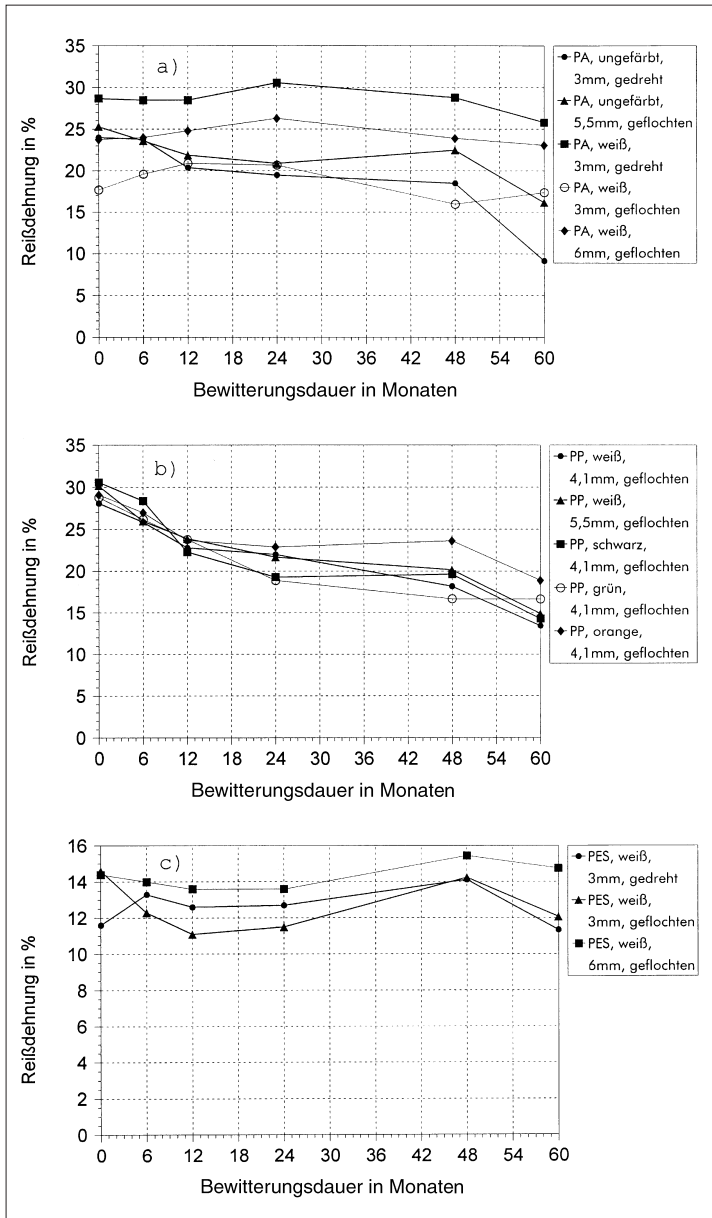 a)
35
30
25
20
15
10
5
0
Reißdehnung in %
0 6 12 18 24 30 36 42 48 54 60
Bewitterungsdauer in Monaten
PA, ungefärbt,
3mm, gedreht
PA, ungefärbt,
5,5mm, geflochten
PA, weiß,
3mm, gedreht
PA, weiß,
3mm, geflochten
PA, weiß,
6mm, geflochten
b)
35
30
25
20
15
10
5
0
Reißdehnung in %
0 6 12 18 24 30 36 42 48 54 60
Bewitterungsdauer in Monaten
PP, weiß,
4,1mm, geflochten
PP, weiß,
5,5mm, geflochten
PP, schwarz,
4,1mm, geflochten
PP, grün,
4,1mm, geflochten
PP, orange,
4,1mm, geflochten
c)
16
14
12
10
8
6
4
2
0
Reißdehnung in %
0 6 12 18 24 30 36 42 48 54 60
Bewitterungsdauer in Monaten
PES, weiß,
3mm, gedreht
PES, weiß,
3mm, geflochten
PES, weiß,
6mm, geflochten